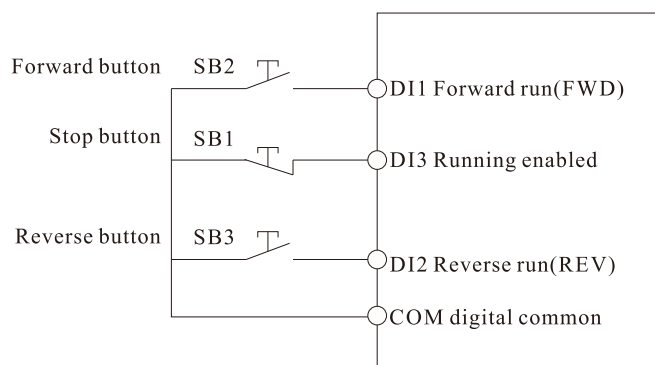 Forward button SB2
DI1 Forward run(FWD)
Stop button SB1
DI3 Running enabled
Reverse button SB3
DI2 Reverse run(REV)
COM digital common